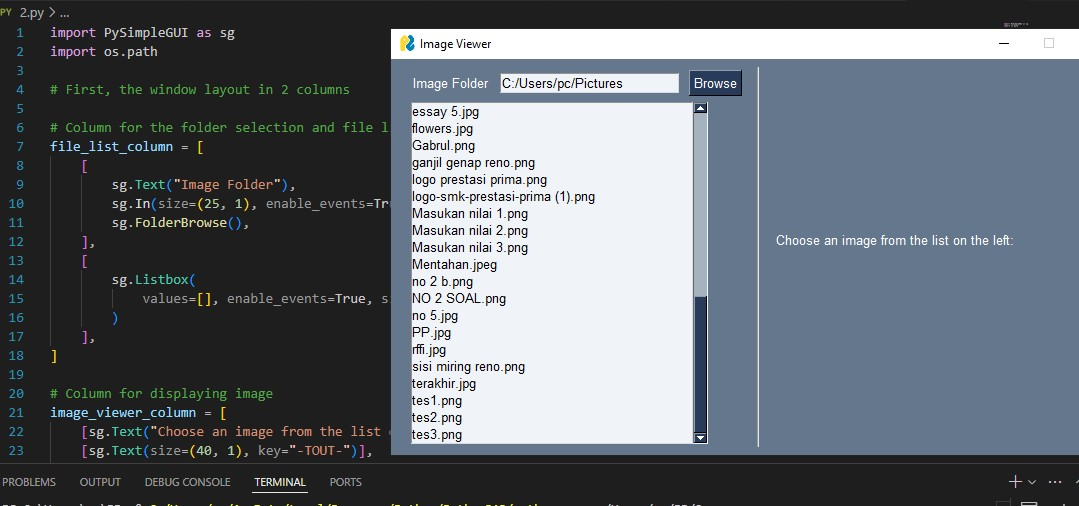 PY 2.py > ...
1 import PySimpleGUI as sg
2 import os.path
3
4 # First, the window layout in 2 columns
5
6 # Column for the folder selection and file l
7 file_list_column = [
8 [
9 sg.Text("Image Folder"),
10 sg.In(size=(25, 1), enable_events=Tr
11 sg.FolderBrowse(),
12 ],
13 [
14 sg.Listbox(
15 values=[], enable_events=True, s
16 )
17 ],
18 ]
19
20 # Column for displaying image
21 image_viewer_column = [
22 [sg.Text("Choose an image from the list
23 [sg.Text(size=(40, 1), key="-TOUT-")],
Image Viewer
Image Folder C:/Users/pc/Pictures Browse
essay 5.jpg
flowers.jpg
Gabrul.png
ganjil genap reno.png
logo prestasi prima.png
logo-smk-prestasi-prima (1).png
Masukan nilai 1.png
Masukan nilai 2.png
Masukan nilai 3.png
Mentahan.jpeg
no 2 b.png
NO 2 SOAL.png
no 5.jpg
PP.jpg
rffi.jpg
sisi miring reno.png
terakhir.jpg
tes1.png
tes2.png
tes3.png
Choose an image from the list on the left:
PROBLEMS OUTPUT DEBUG CONSOLE TERMINAL PORTS